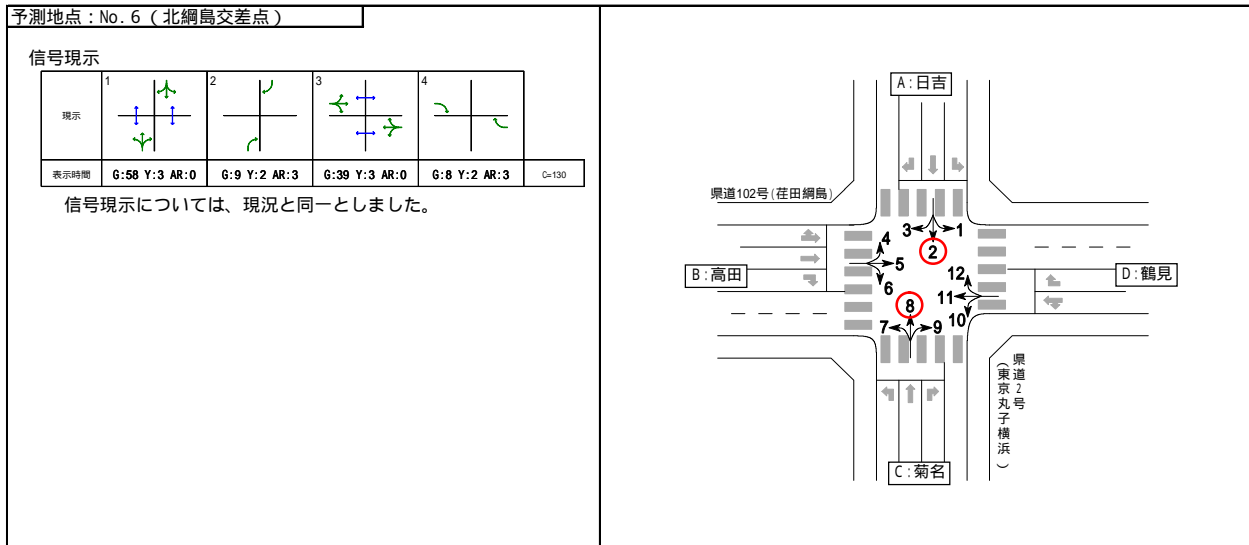 予測地点：No.6（北綱島交差点）
信号現示
現示
1
2
3
4
表示時間
G:58 Y:3 AR:0
G:9 Y:2 AR:3
G:39 Y:3 AR:0
G:8 Y:2 AR:3
C=130
信号現示については、現況と同一としました。
A:日吉
県道102号(荏田綱島)
3
1
2
4
5
6
B:高田
D:鶴見
12
11
10
8
7
9
県道2号
(東京丸子横浜)
C:菊名